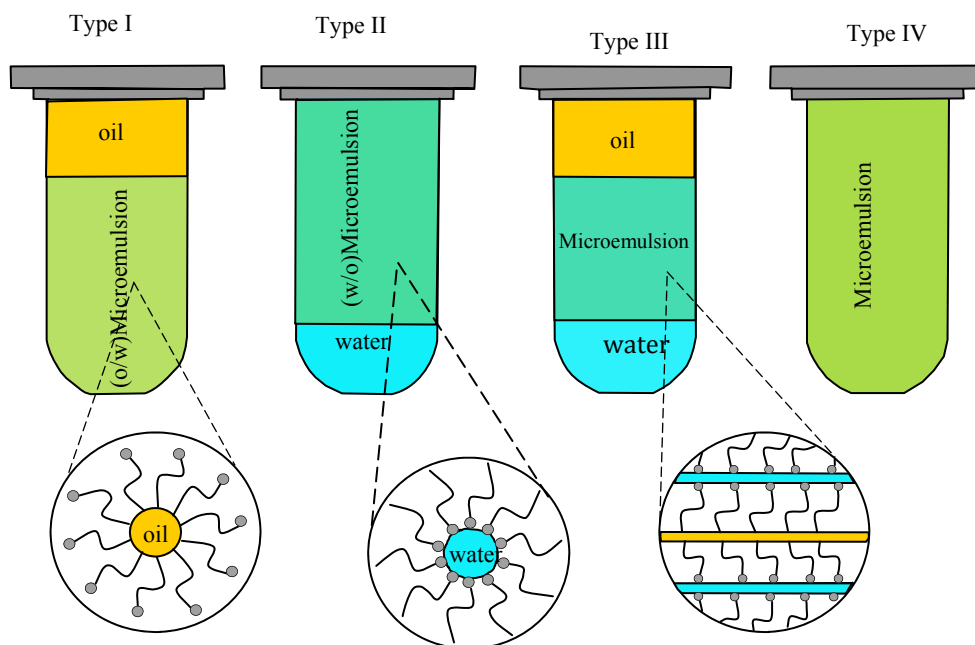 Type I
Type II
Type III
Type IV
oil
(o/w)Microemulsion
(w/o)Microemulsion
water
oil
Microemulsion
water
Microemulsion
oil
water